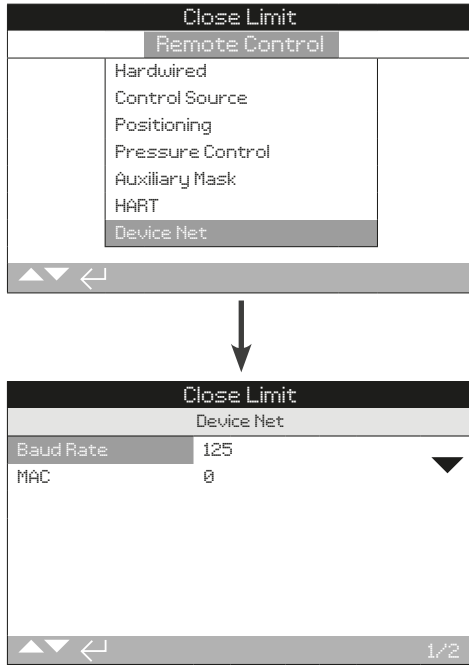 Close Limit
Remote Control
Hardwired
Control Source
Positioning
Pressure Control
Auxiliary Mask
HART
Device Net
Close Limit
Device Net
Baud Rate 125
MAC 0
1/2